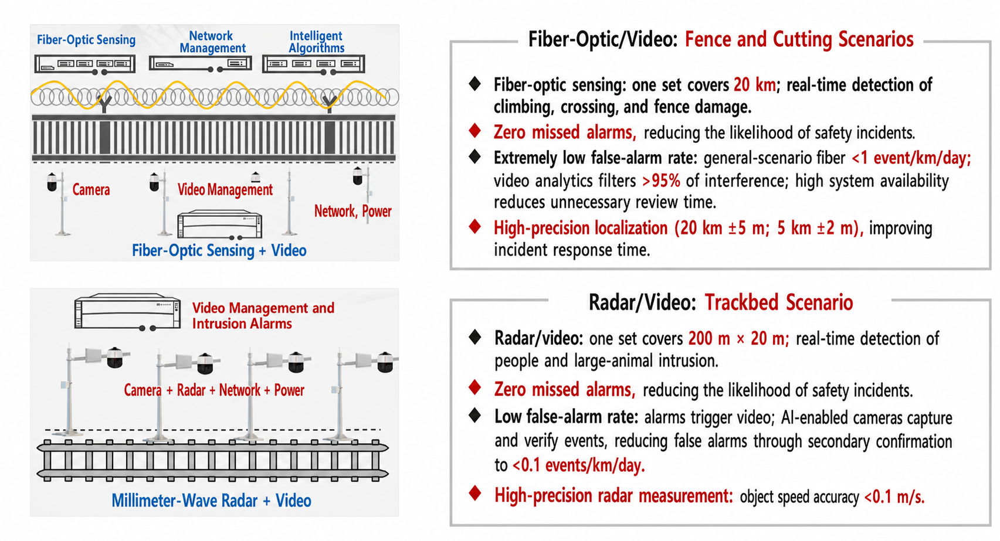 Fiber-Optic Sensing
Network
Management
Intelligent
Algorithms
Camera
Video Management
Network, Power
Fiber-Optic Sensing + Video
Fiber-Optic/Video: Fence and Cutting Scenarios
◆ Fiber-optic sensing: one set covers 20 km; real-time detection of
climbing, crossing, and fence damage.
◆ Zero missed alarms, reducing the likelihood of safety incidents.
◆ Extremely low false-alarm rate: general-scenario fiber <1 event/km/day;
video analytics filters >95% of interference; high system availability
reduces unnecessary review time.
◆ High-precision localization (20 km ±5 m; 5 km ±2 m), improving
incident response time.
Video Management and
Intrusion Alarms
Camera + Radar + Network + Power
Millimeter-Wave Radar + Video
Radar/Video: Trackbed Scenario
◆ Radar/video: one set covers 200 m × 20 m; real-time detection of
people and large-animal intrusion.
◆ Zero missed alarms, reducing the likelihood of safety incidents.
◆ Low false-alarm rate: alarms trigger video; AI-enabled cameras capture
and verify events, reducing false alarms through secondary confirmation
to <0.1 events/km/day.
◆ High-precision radar measurement: object speed accuracy <0.1 m/s.